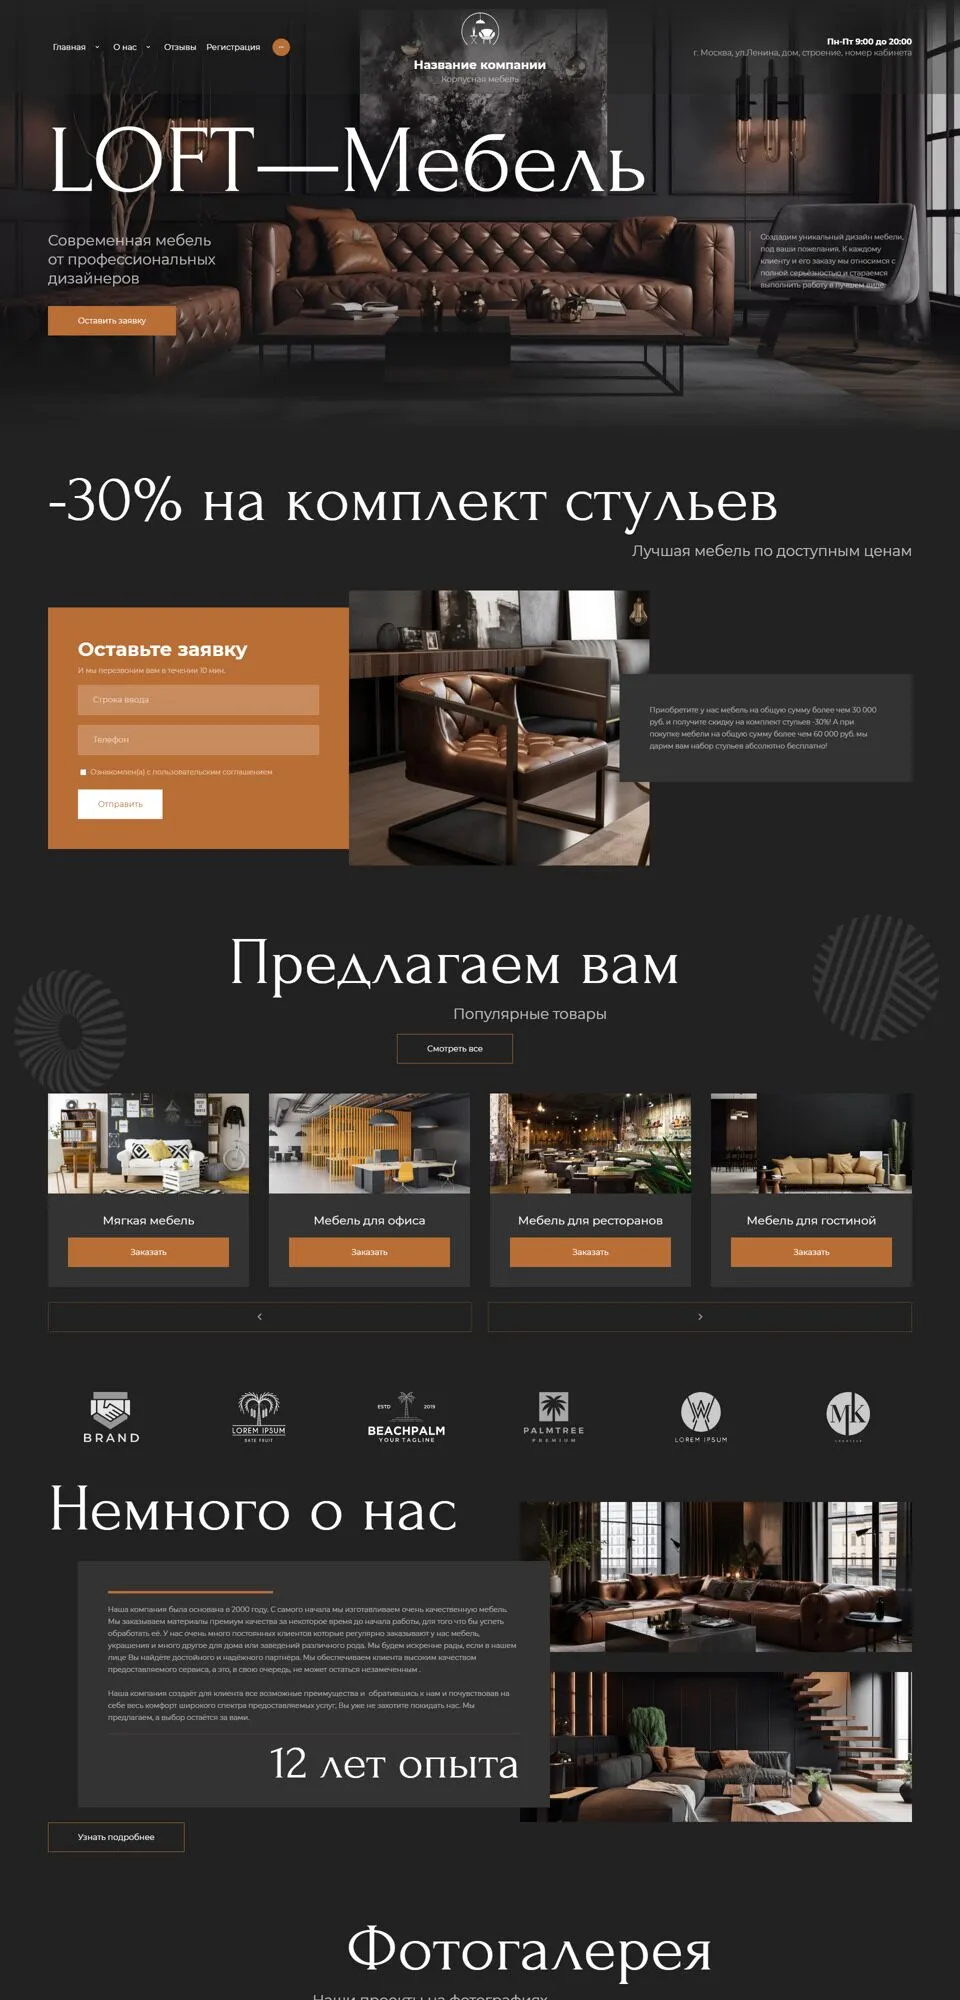 Главная
О нас
Отзывы
Регистрация
Название компании
Корпусная мебель
Пн-Пт 9:00 до 20:00
г. Москва, ул.Ленина, дом, строение, номер кабинета
LOFT—Мебель
Современная мебель
от профессиональных
дизайнеров
Оставить заявку
Создадим уникальный дизайн мебели,
под ваши пожелания. К каждому
клиенту и его заказу мы относимся с
полной серьёзностью и стараемся
выполнить работу в лучшем виде.
-30% на комплект стульев
Лучшая мебель по доступным ценам
Оставьте заявку
И мы перезвоним вам в течении 10 мин.
Строка ввода
Телефон
Ознакомлен(а) с пользовательским соглашением
Отправить
Приобретите у нас мебель на общую сумму более чем 30 000
руб. и получите скидку на комплект стульев -30%! А при
покупке мебели на общую сумму более чем 60 000 руб. мы
дарим вам набор стульев абсолютно бесплатно!
Предлагаем вам
Популярные товары
Смотреть все
Мягкая мебель
Заказать
Мебель для офиса
Заказать
Мебель для ресторанов
Заказать
Мебель для гостиной
Заказать
BRAND
LOREM IPSUM
DATE FRUIT
ESTD 2019
BEACHPALM
YOUR TAGLINE
PALMTREE
PREMIUM
LOREM IPSUM
MK
Немного о нас
Наша компания была основана в 2000 году. С самого начала мы изготавливаем очень качественную мебель.
Мы заказываем материалы премиум качества за некоторое время до начала работы, для того что бы успеть
обработать её. У нас очень много постоянных клиентов которые регулярно заказывают у нас мебель,
украшения и много другое для дома или заведений различного рода. Мы будем искренне рады, если в нашем
лице Вы найдёте достойного и надёжного партнёра. Мы обеспечиваем клиента высоким качеством
предоставляемого сервиса, а это, в свою очередь, не может остаться незамеченным .
Наша компания создаёт для клиента все возможные преимущества и  обратившись к нам и почувствовав на
себе весь комфорт широкого спектра предоставляемых услуг, Вы уже не захотите покидать нас. Мы
предлагаем, а выбор остаётся за вами.
12 лет опыта
Узнать подробнее
Фотогалерея
Наши проекты на фотографиях